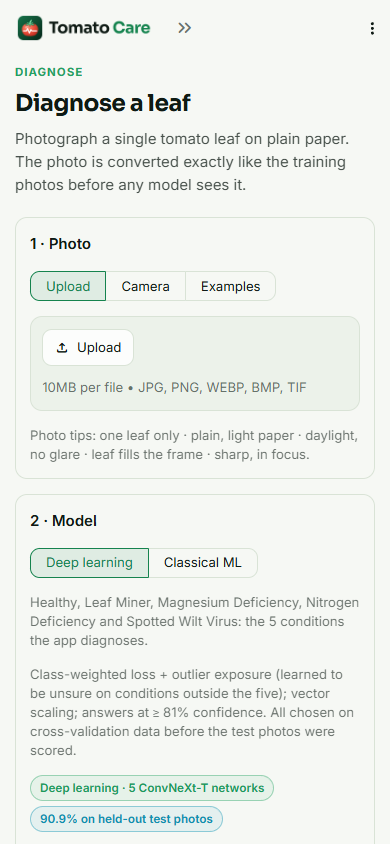 Tomato Care
DIAGNOSE
Diagnose a leaf
Photograph a single tomato leaf on plain paper.
The photo is converted exactly like the training
photos before any model sees it.
1 · Photo
Upload Camera Examples
Upload
10MB per file • JPG, PNG, WEBP, BMP, TIF
Photo tips: one leaf only · plain, light paper · daylight,
no glare · leaf fills the frame · sharp, in focus.
2 · Model
Deep learning Classical ML
Healthy, Leaf Miner, Magnesium Deficiency, Nitrogen
Deficiency and Spotted Wilt Virus: the 5 conditions
the app diagnoses.
Class-weighted loss + outlier exposure (learned to
be unsure on conditions outside the five); vector
scaling; answers at ≥ 81% confidence. All chosen on
cross-validation data before the test photos were
scored.
Deep learning · 5 ConvNeXt-T networks
90.9% on held-out test photos